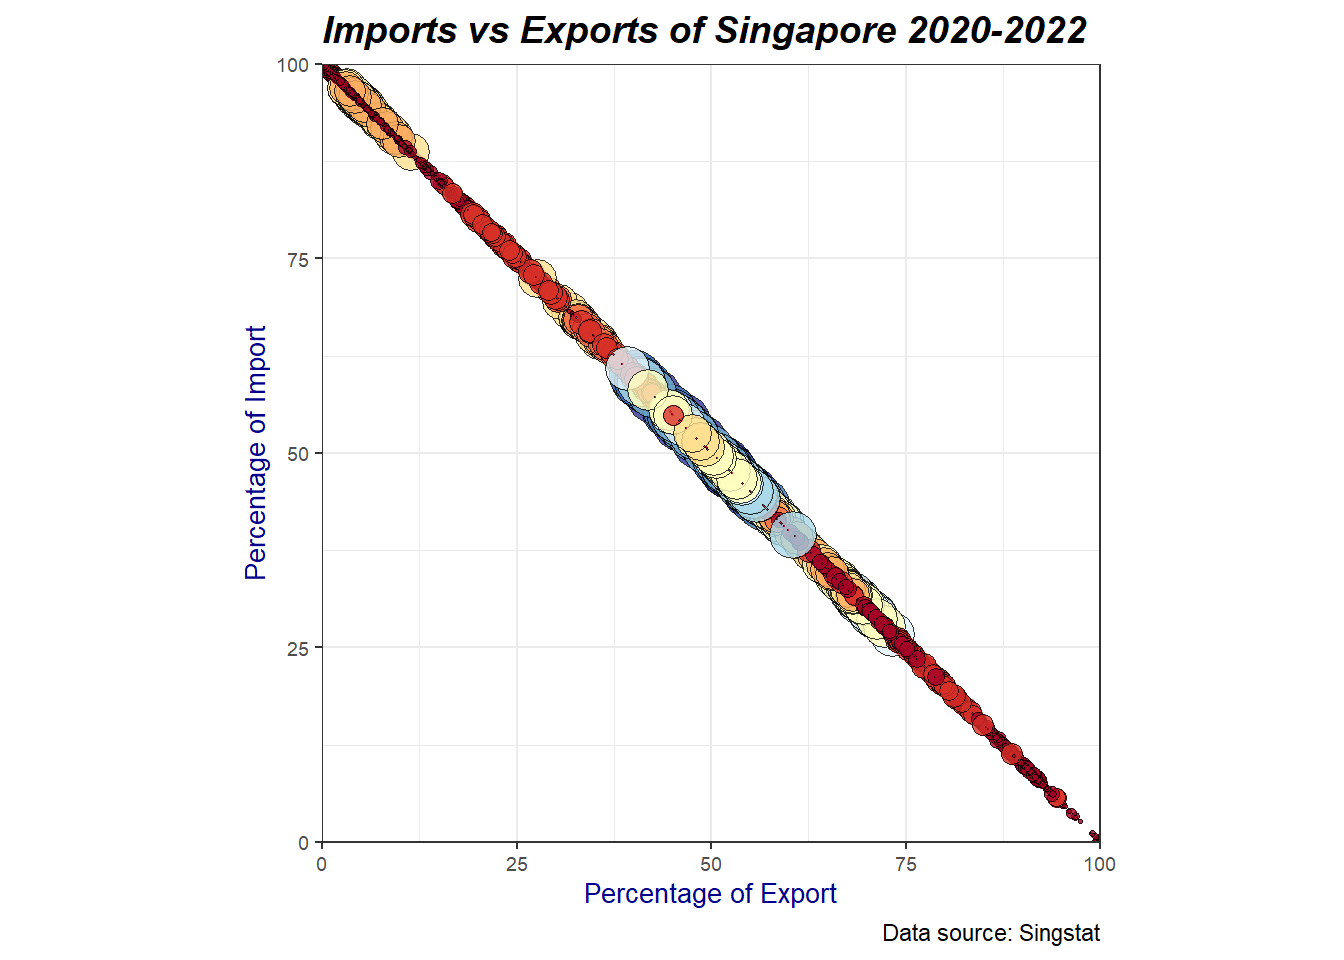 Imports vs Exports of Singapore 2020-2022
100
75
50
25
0
Percentage of Import
0 25 50 75 100
Percentage of Export
Data source: Singstat